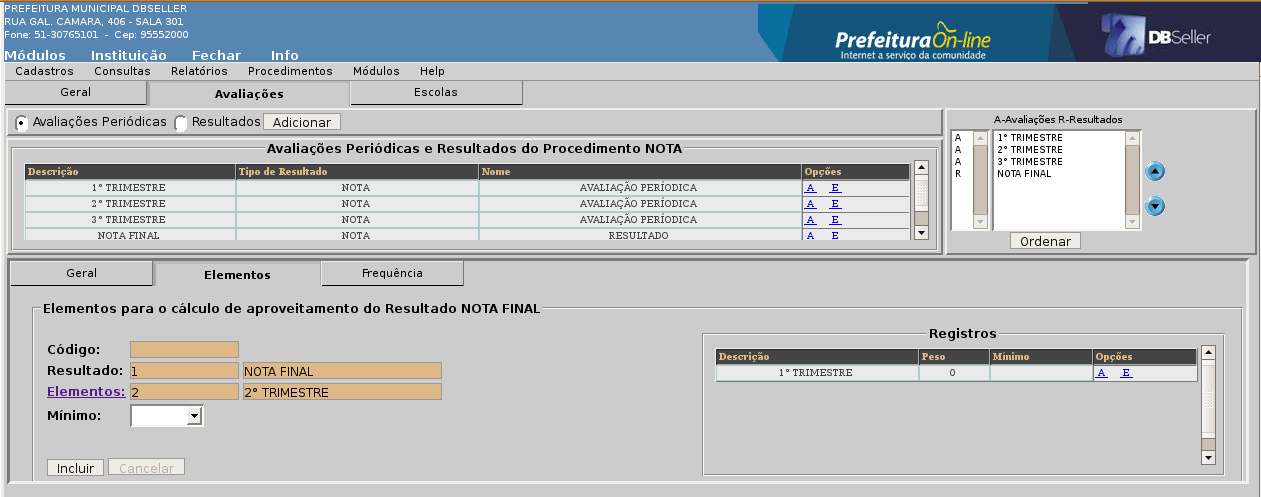 PREFEITURA MUNICIPAL DBSELLER
RUA GAL. CAMARA, 406 - SALA 301
Fone: 51-30765101 - Cep: 95552000
Prefeitura On-line
Internet a serviço da comunidade
DBSeller
Módulos Instituição Fechar Info
Cadastros Consultas Relatórios Procedimentos Módulos Help
Geral Avaliações Escolas
Avaliações Periódicas Resultados Adicionar
Avaliações Periódicas e Resultados do Procedimento NOTA
Descrição Tipo de Resultado Nome Opções
1° TRIMESTRE NOTA AVALIAÇÃO PERÍODICA A E
2° TRIMESTRE NOTA AVALIAÇÃO PERÍODICA A E
3° TRIMESTRE NOTA AVALIAÇÃO PERÍODICA A E
NOTA FINAL NOTA RESULTADO A E
A-Avaliações R-Resultados
A 1° TRIMESTRE
A 2° TRIMESTRE
A 3° TRIMESTRE
R NOTA FINAL
Ordenar
Geral Elementos Frequência
Elementos para o cálculo de aproveitamento do Resultado NOTA FINAL
Código:
Resultado: 1 NOTA FINAL
Elementos: 2 2° TRIMESTRE
Mínimo:
Incluir Cancelar
Registros
Descrição Peso Mínimo Opções
1° TRIMESTRE 0 A E